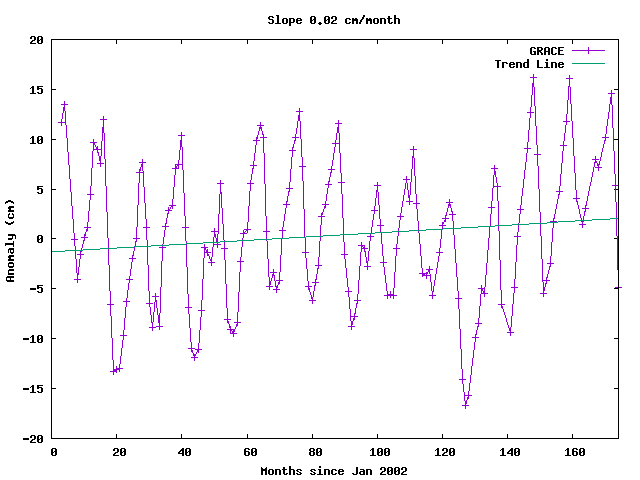 Slope 0.02 cm/month
GRACE
Trend Line
20
15
10
5
0
-5
-10
-15
-20
Anomaly (cm)
0 20 40 60 80 100 120 140 160
Months since Jan 2002